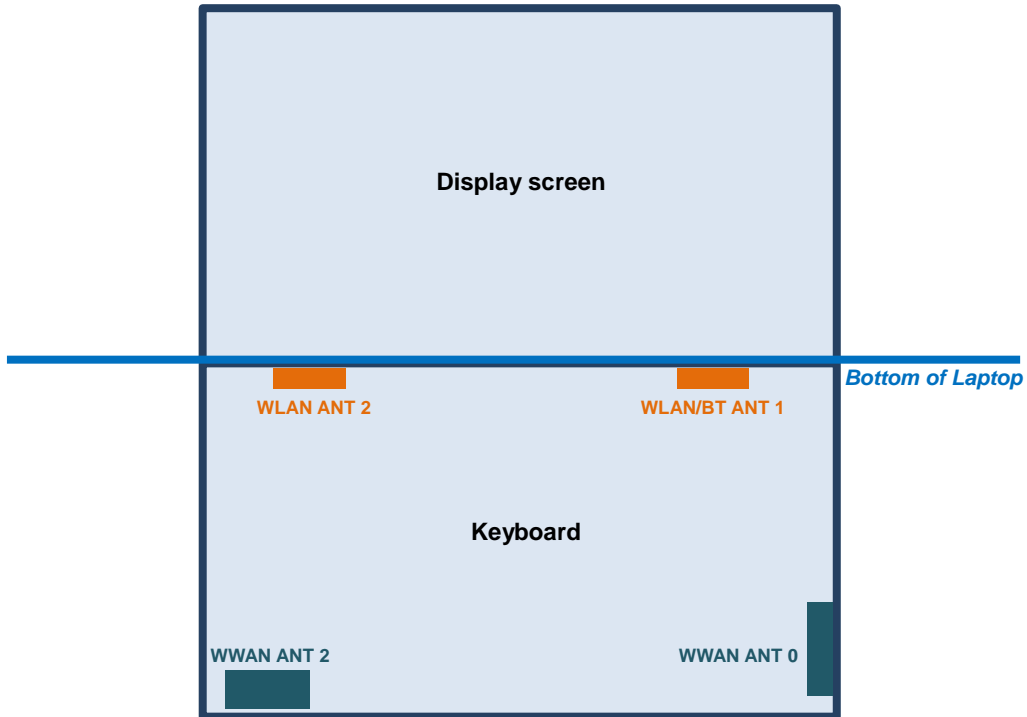 Display screen
Bottom of Laptop
WLAN ANT 2
WLAN/BT ANT 1
Keyboard
WWAN ANT 2
WWAN ANT 0